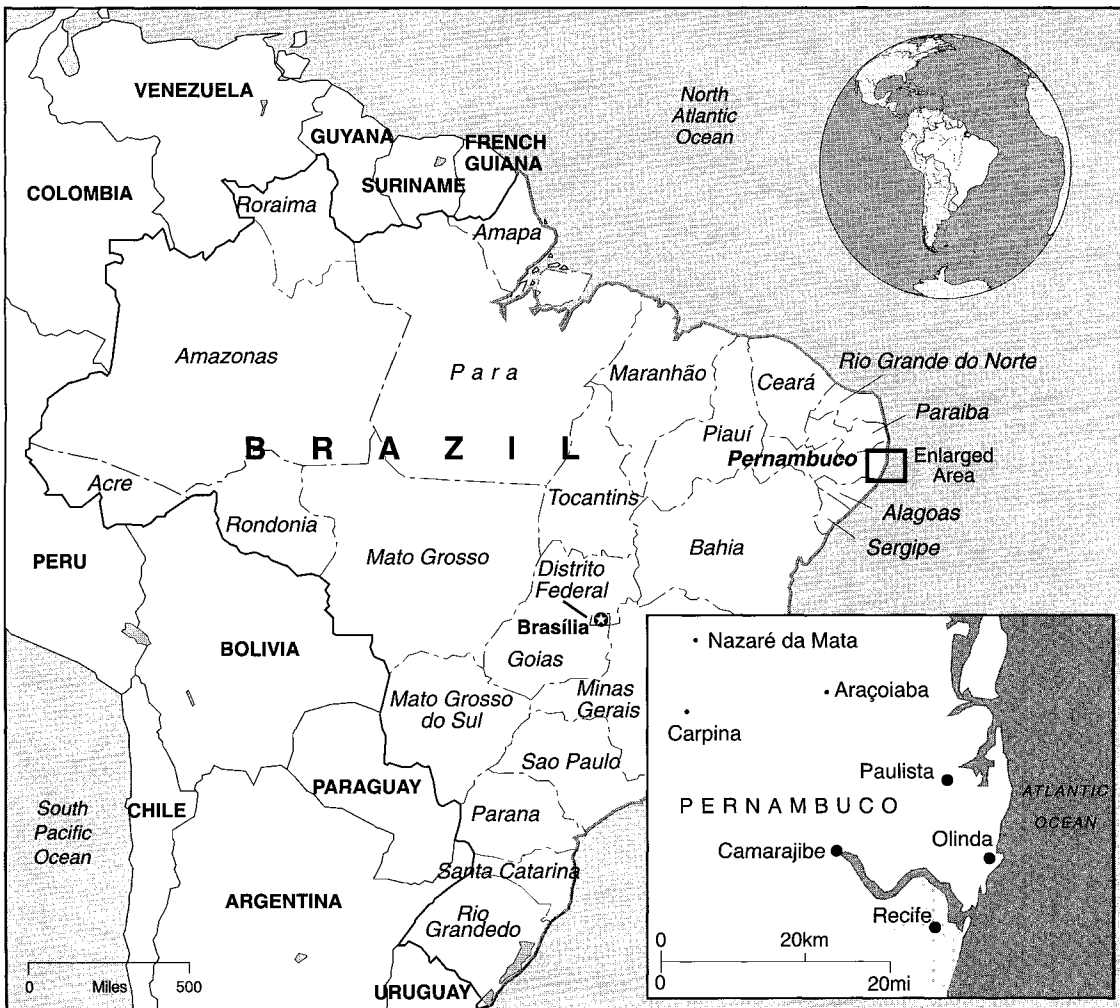 VENEZUELA
GUYANA
FRENCH
GUIANA
SURINAME
COLOMBIA
Roraima
Amapa
North
Atlantic
Ocean
Amazonas
Para
Maranhão
Ceará
Rio Grande do Norte
Paraiba
Piauí
BRAZIL
Pernambuco
Enlarged
Area
Acre
Rondonia
Tocantins
Alagoas
Sergipe
Mato Grosso
Bahia
PERU
Distrito
Federal
Brasília
BOLIVIA
Goias
Mato Grosso
do Sul
Minas
Gerais
Sao Paulo
PARAGUAY
CHILE
Parana
South
Pacific
Ocean
Santa Catarina
ARGENTINA
Rio
Grandedo
URUGUAY
0 Miles 500
Nazaré da Mata
Araçoiaba
Carpina
Paulista
PERNAMBUCO
ATLANTIC
OCEAN
Olinda
Camarajibe
Recife
0 20km
0 20mi